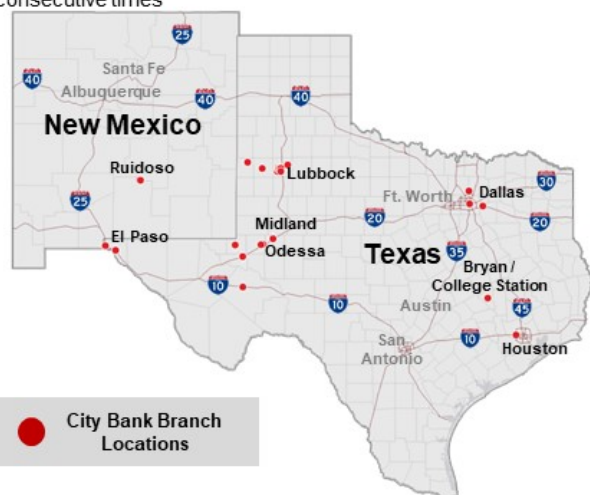 consecutive times
25
Santa Fe
40
Albuquerque
40
40
New Mexico
Ruidoso
Lubbock
25
Ft. Worth
Dallas
30
20
20
Midland
El Paso
Odessa
Texas
35
Bryan /
College Station
10
10
Austin
45
San
Antonio
10
Houston
City Bank Branch
Locations